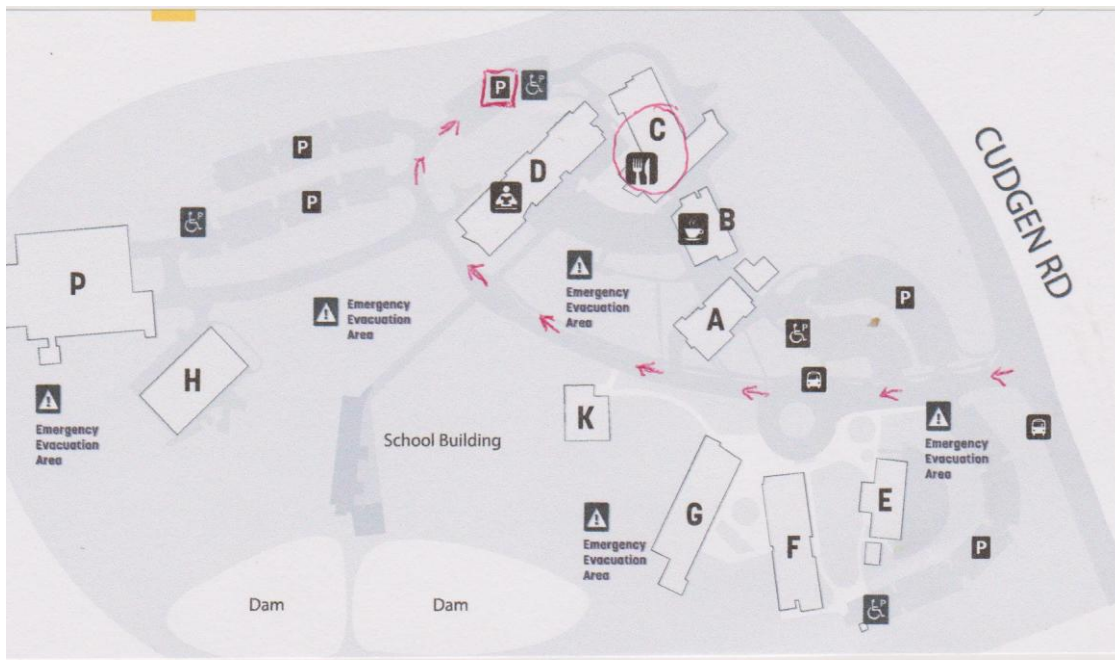 P
P
C
CUDGEN RD
P
D
P
P
B
P
Emergency
Evacuation
Area
P
Emergency
Evacuation
Area
A
P
H
Emergency
Evacuation
Area
K
School Building
Emergency
Evacuation
Area
E
G
Emergency
Evacuation
Area
F
P
Dam
Dam
P